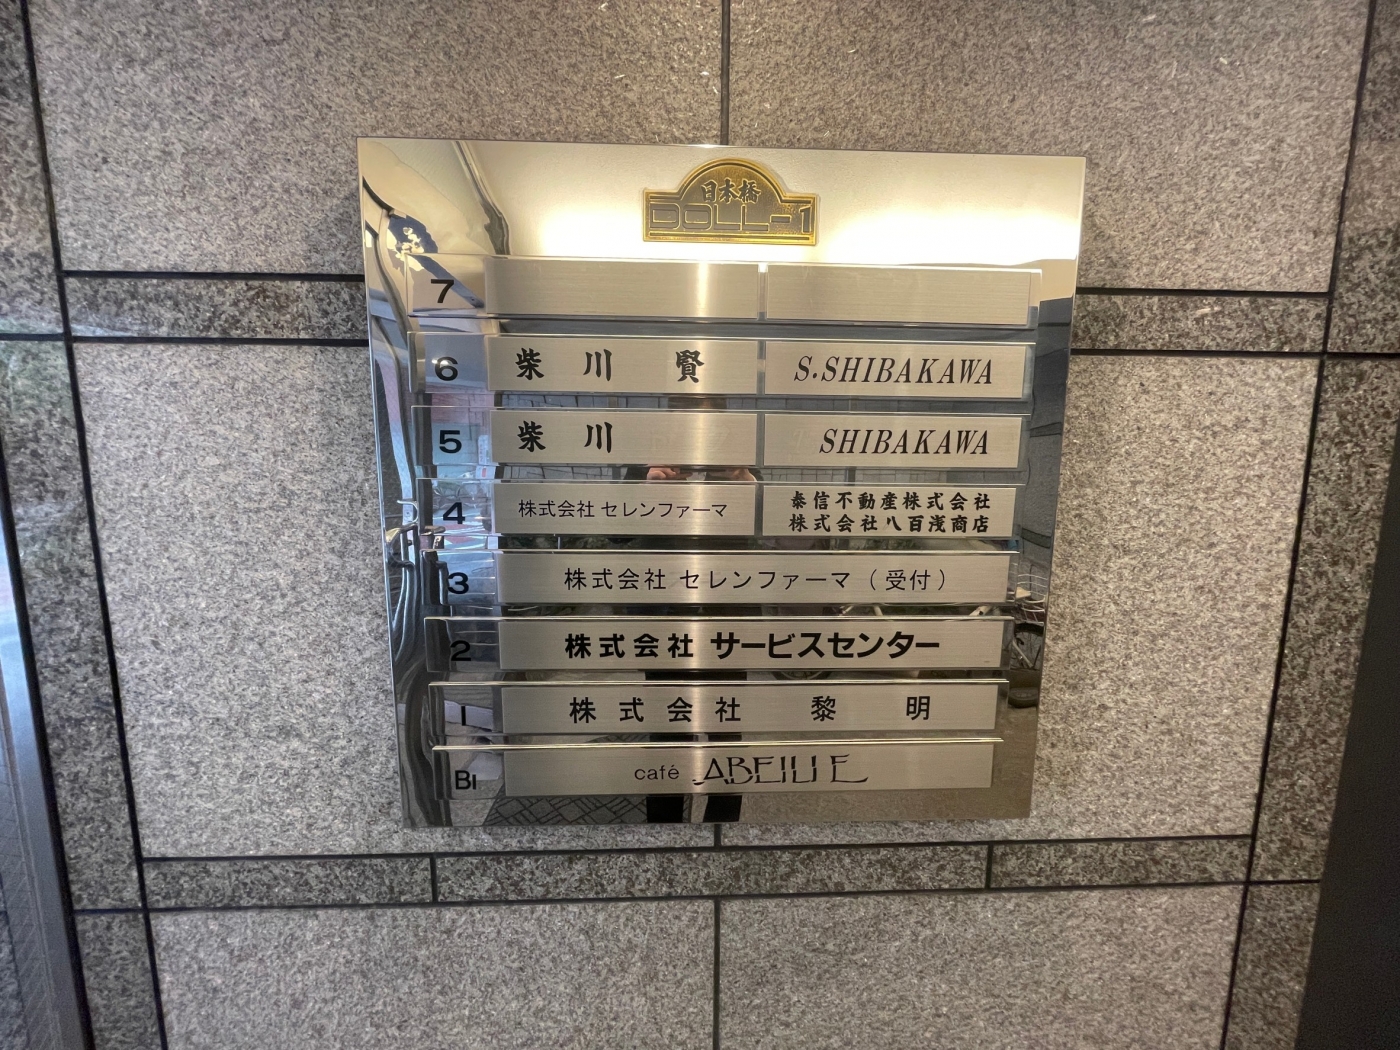 日本橋
DOLL-1
7
6 柴川 賢 S.SHIBAKAWA
5 柴川 SHIBAKAWA
4 株式会社 セレンファーマ 泰信不動産株式会社
株式会社八百浅商店
3 株式会社 セレンファーマ（受付）
2 株式会社 サービスセンター
1 株式会社 黎明
B1 café ABEILLE